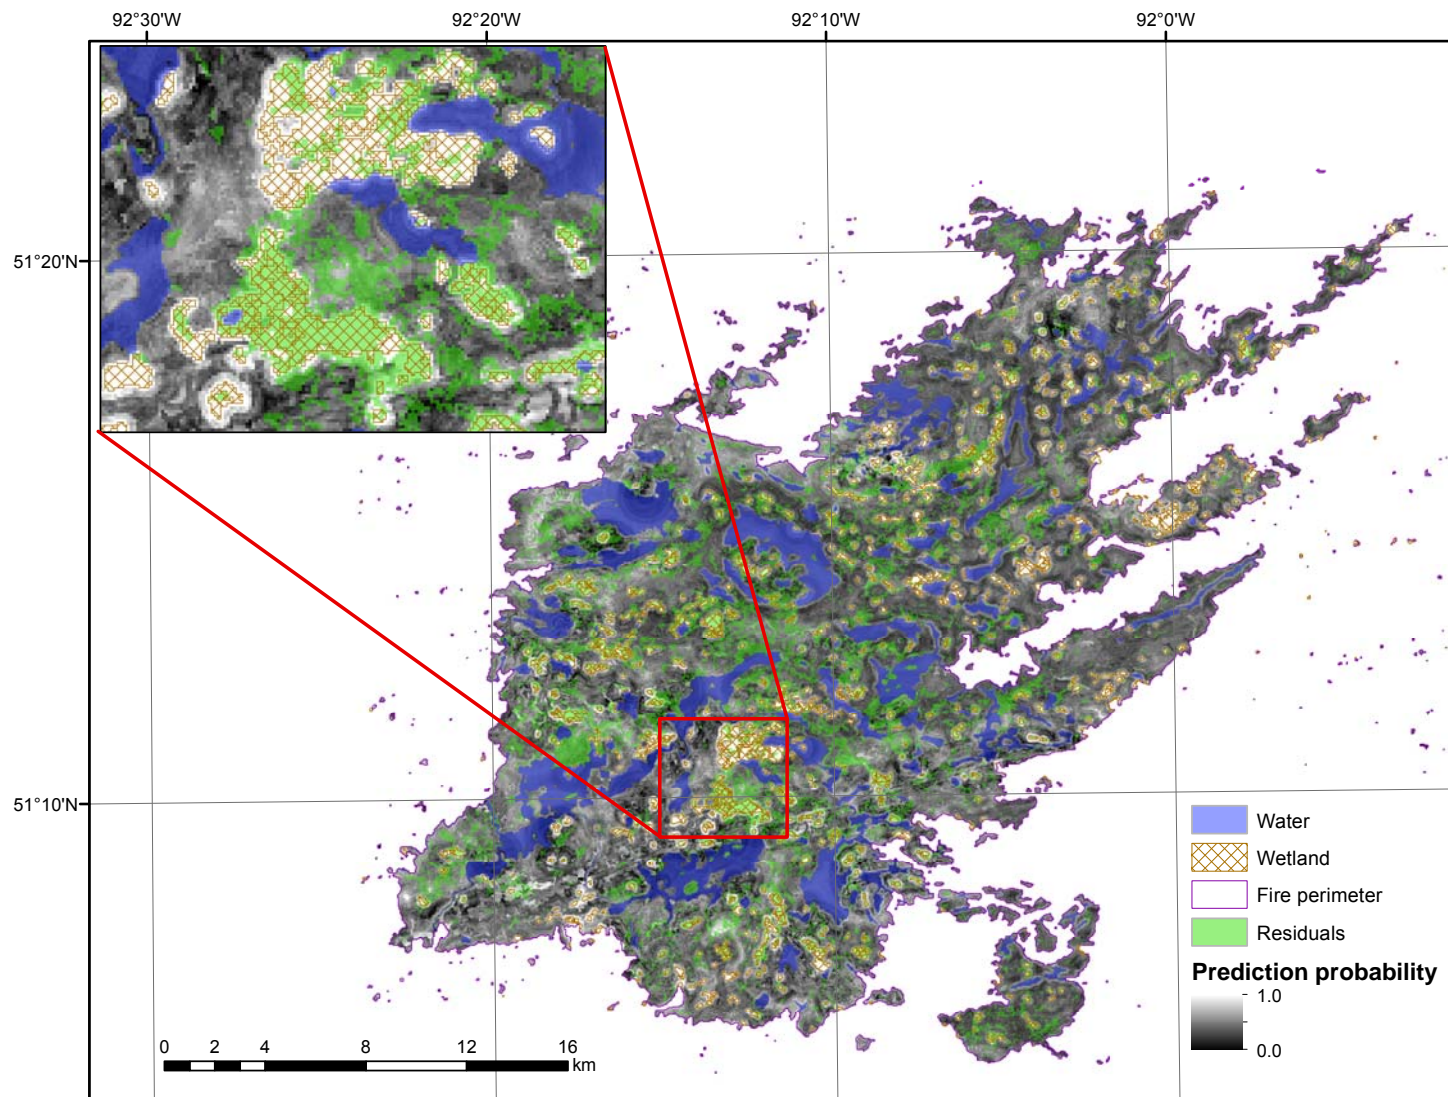 92°30'W 92°20'W 92°10'W 92°0'W
51°20'N
51°10'N
Water
Wetland
Fire perimeter
Residuals
Prediction probability
1.0
0.0
0 2 4 8 12 16
km